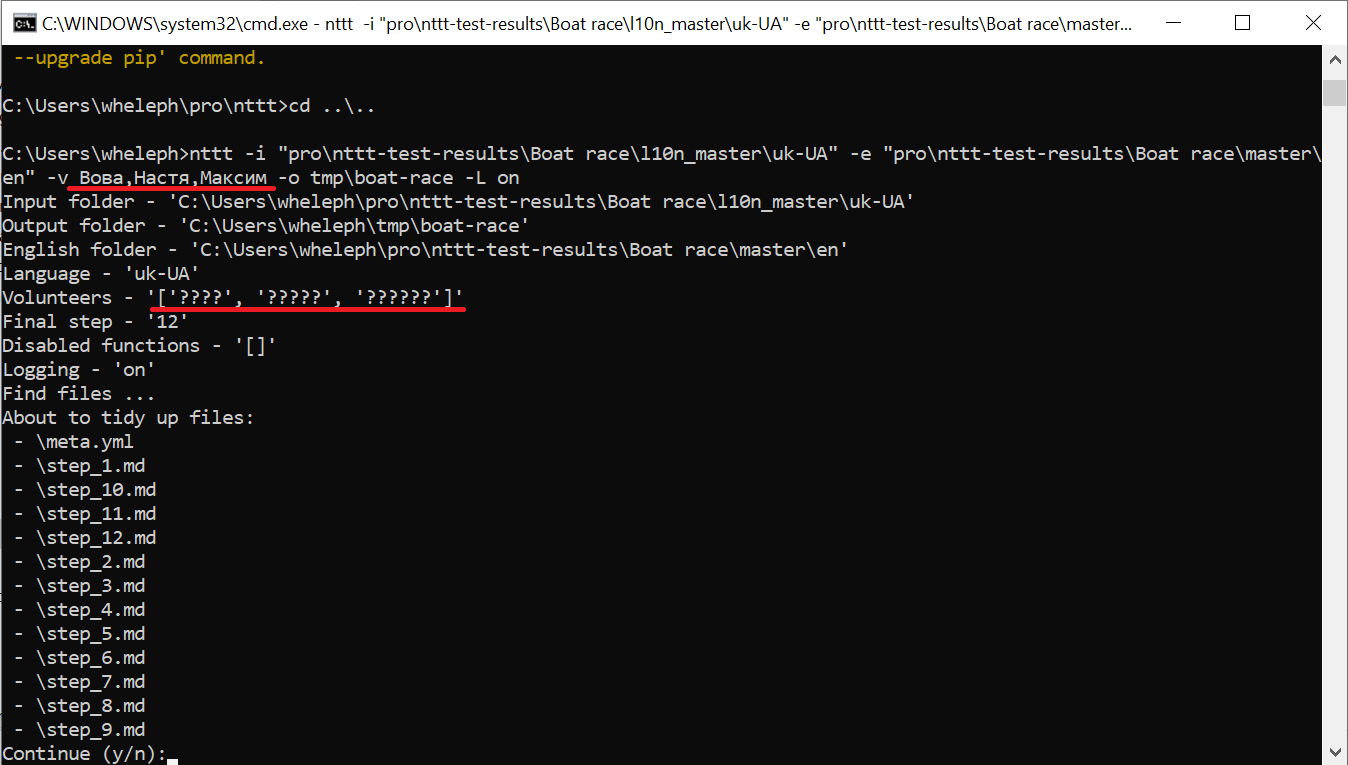 C:\WINDOWS\system32\cmd.exe - nttt  -i "pro\nttt-test-results\Boat race\l10n_master\uk-UA" -e "pro\nttt-test-results\Boat race\master...
--upgrade pip' command.
C:\Users\wheleph\pro\nttt>cd ..\..
C:\Users\wheleph>nttt -i "pro\nttt-test-results\Boat race\l10n_master\uk-UA" -e "pro\nttt-test-results\Boat race\master\
en" -v Вова,Настя,Максим -o tmp\boat-race -L on
Input folder - 'C:\Users\wheleph\pro\nttt-test-results\Boat race\l10n_master\uk-UA'
Output folder - 'C:\Users\wheleph\tmp\boat-race'
English folder - 'C:\Users\wheleph\pro\nttt-test-results\Boat race\master\en'
Language - 'uk-UA'
Volunteers - '['????', '?????', '??????']'
Final step - '12'
Disabled functions - '[]'
Logging - 'on'
Find files ...
About to tidy up files:
 - \meta.yml
 - \step_1.md
 - \step_10.md
 - \step_11.md
 - \step_12.md
 - \step_2.md
 - \step_3.md
 - \step_4.md
 - \step_5.md
 - \step_6.md
 - \step_7.md
 - \step_8.md
 - \step_9.md
Continue (y/n):